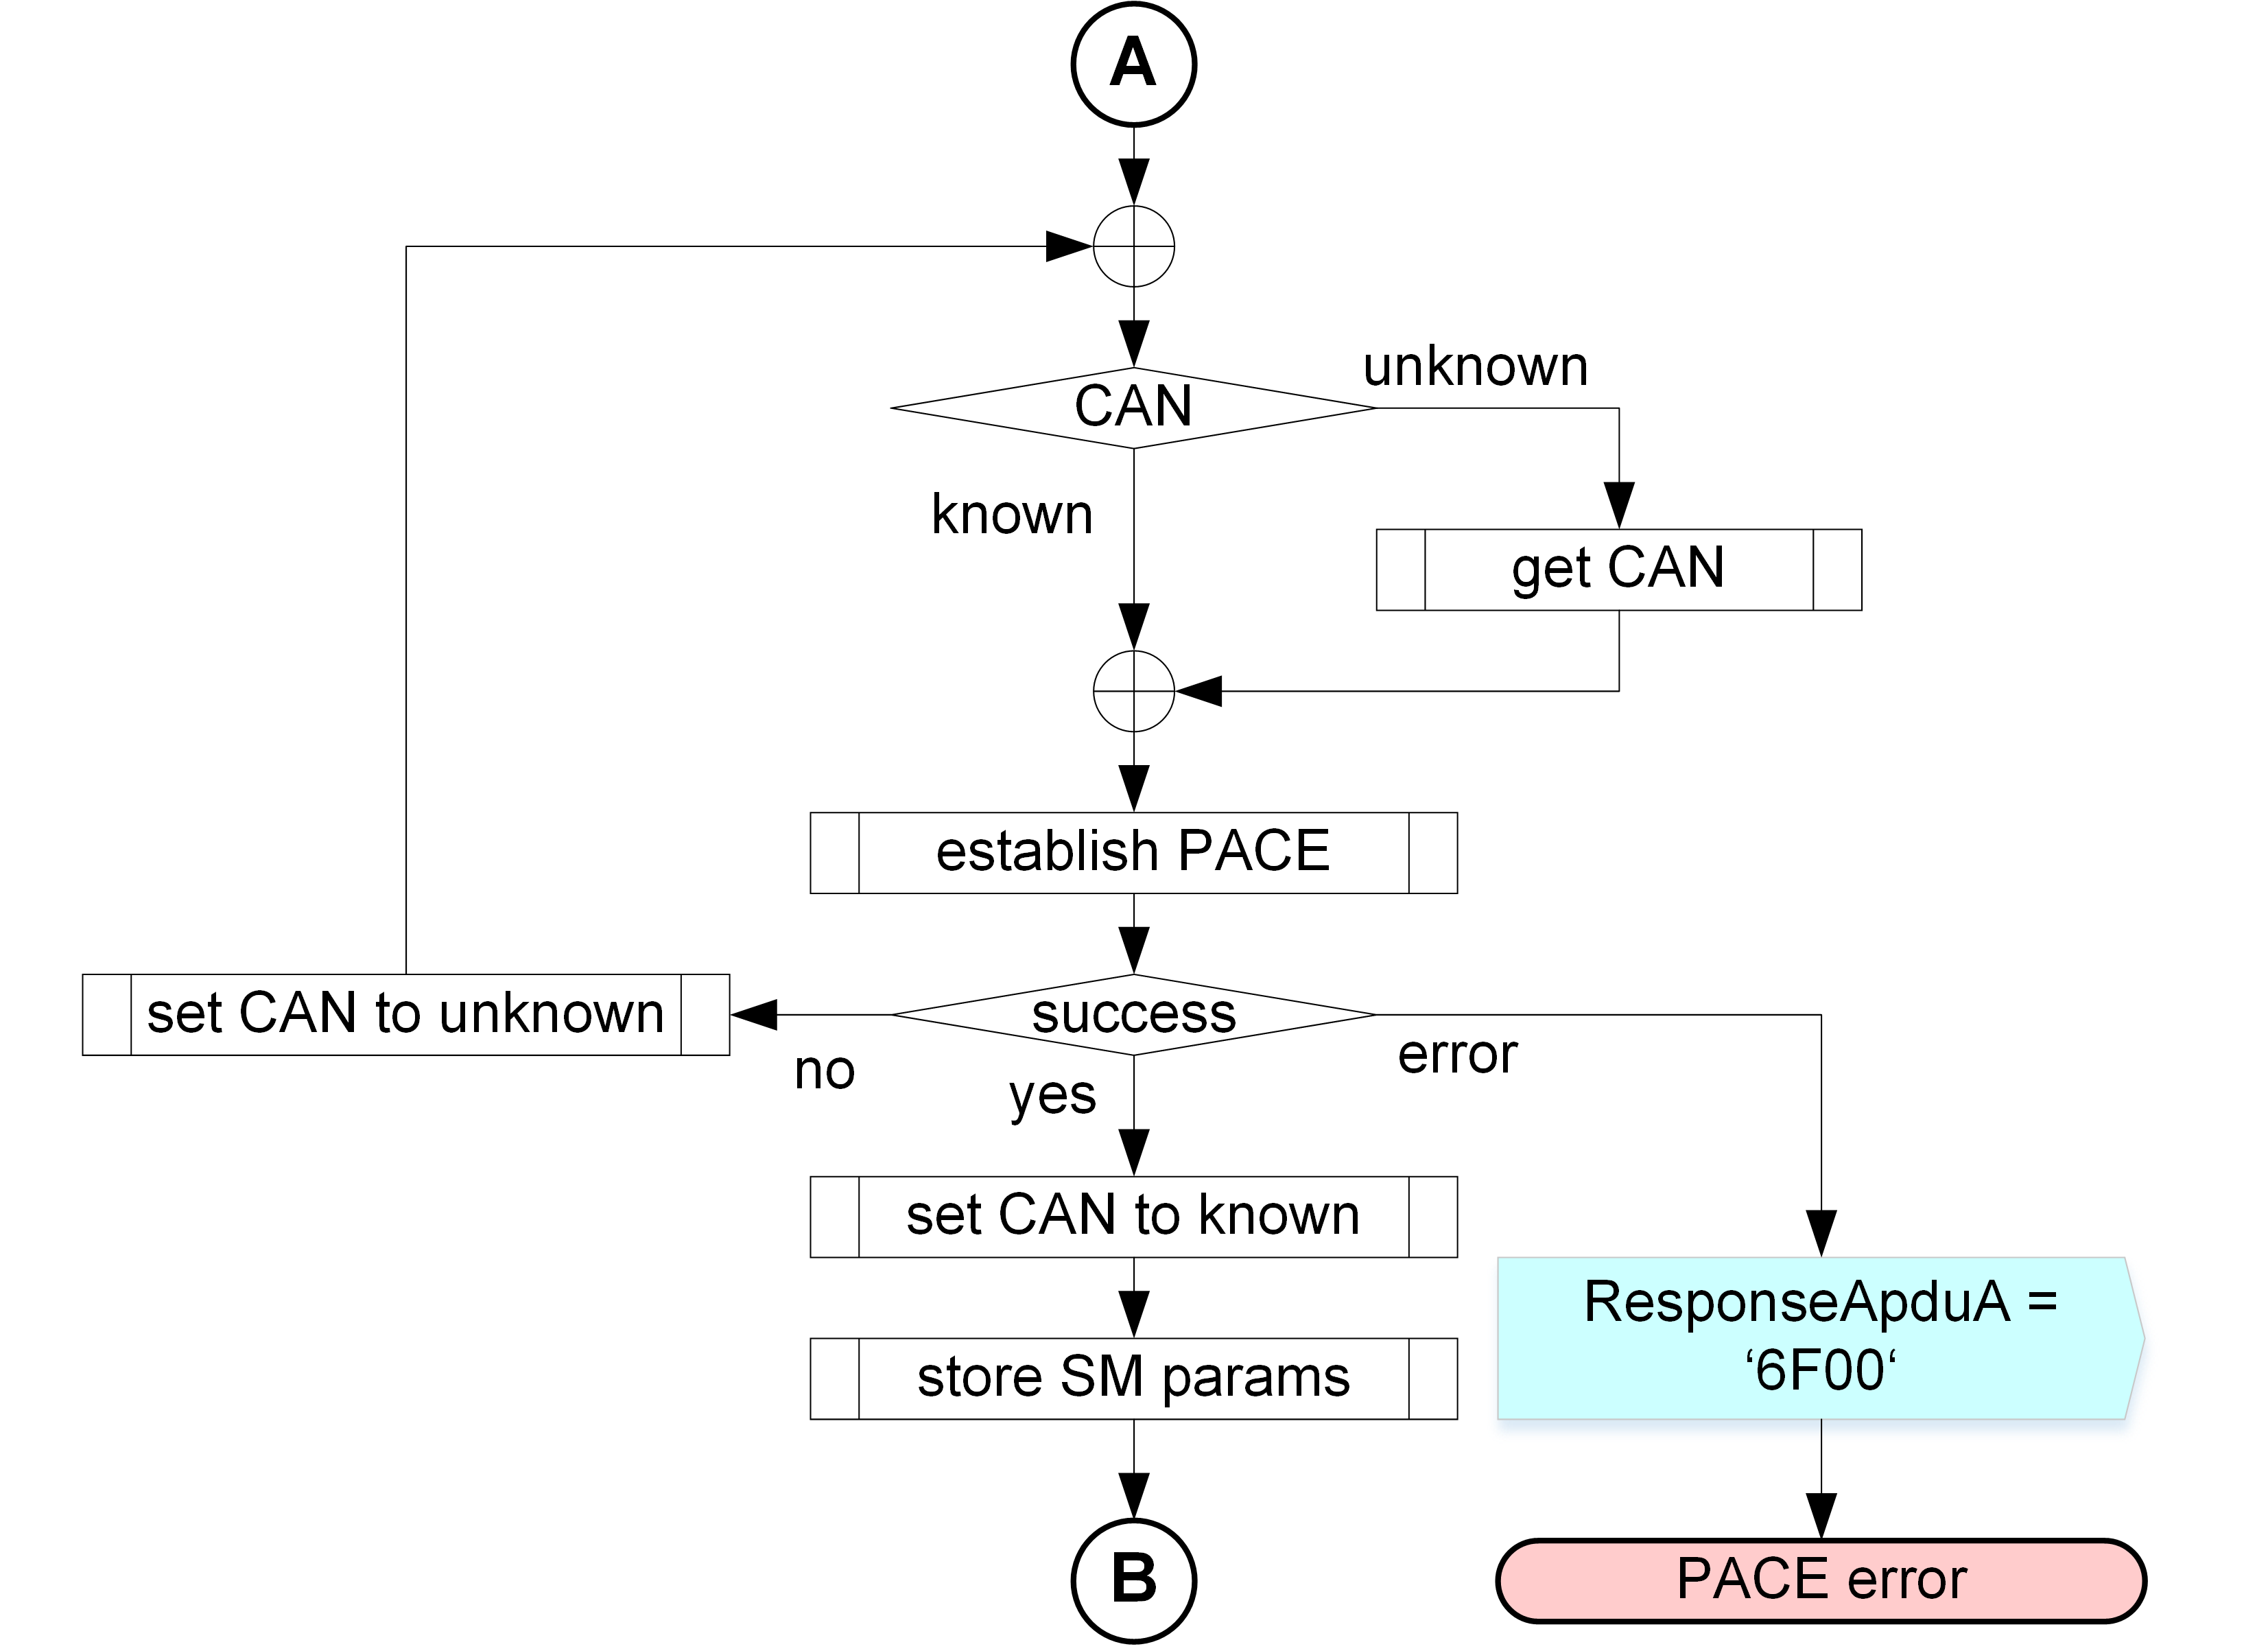 A
CAN
unknown
known
get CAN
establish PACE
set CAN to unknown
success
error
no
yes
set CAN to known
ResponseApduA =
‘6F00‘
store SM params
B
PACE error